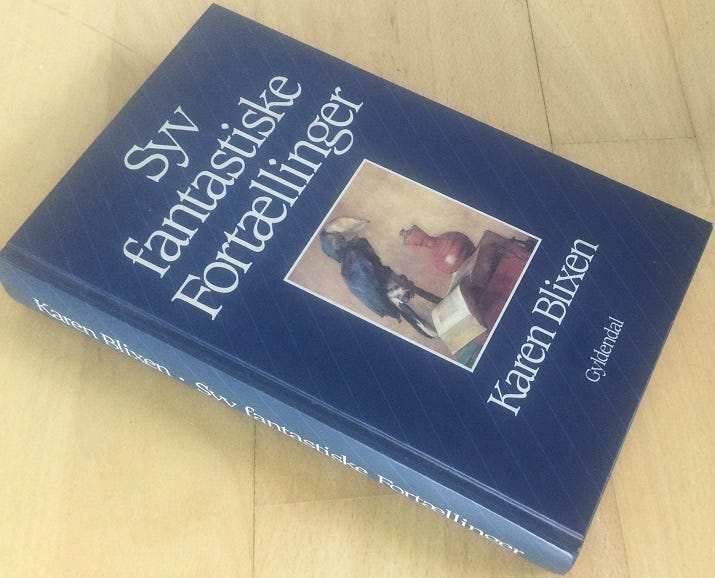 Syv
fantastiske
Fortællinger
Karen Blixen
Gyldendal
Karen Blixen · Syv fantastiske Fortællinger